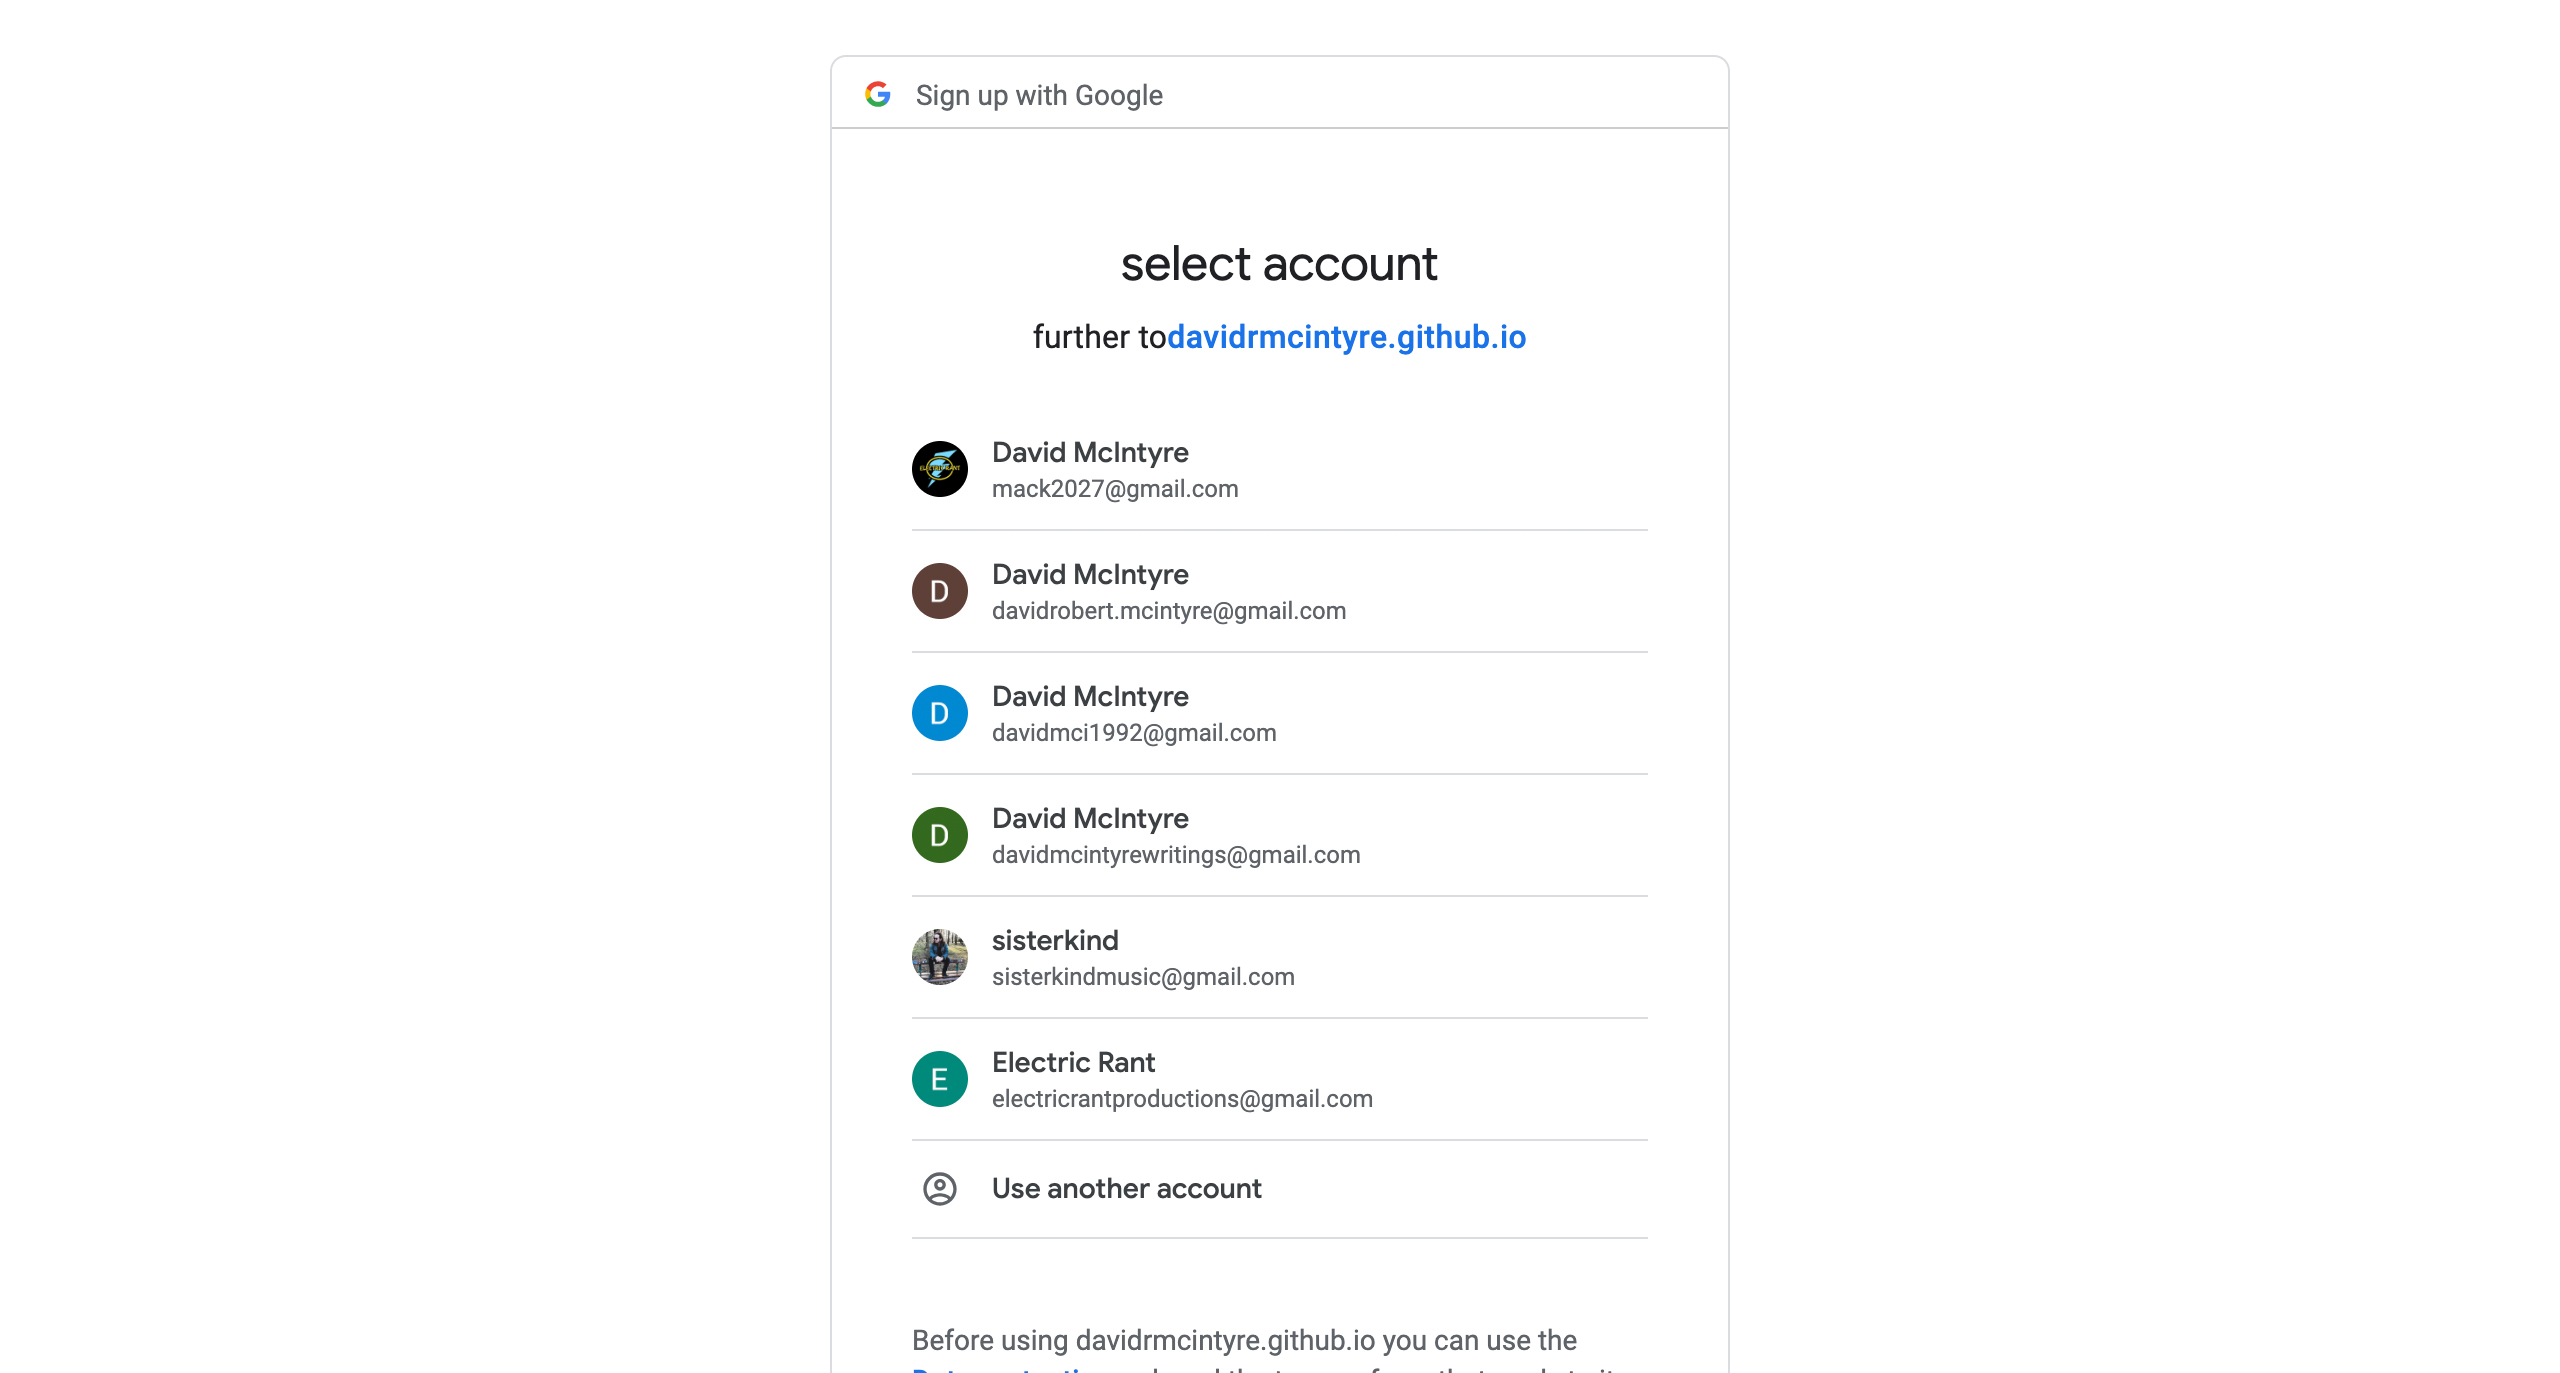 Sign up with Google
select account
further todavidrmcintyre.github.io
ELECTRIC RANT
David McIntyre
mack2027@gmail.com
D
David McIntyre
davidrobert.mcintyre@gmail.com
D
David McIntyre
davidmci1992@gmail.com
D
David McIntyre
davidmcintyrewritings@gmail.com
sisterkind
sisterkindmusic@gmail.com
E
Electric Rant
electricrantproductions@gmail.com
Use another account
Before using davidrmcintyre.github.io you can use the